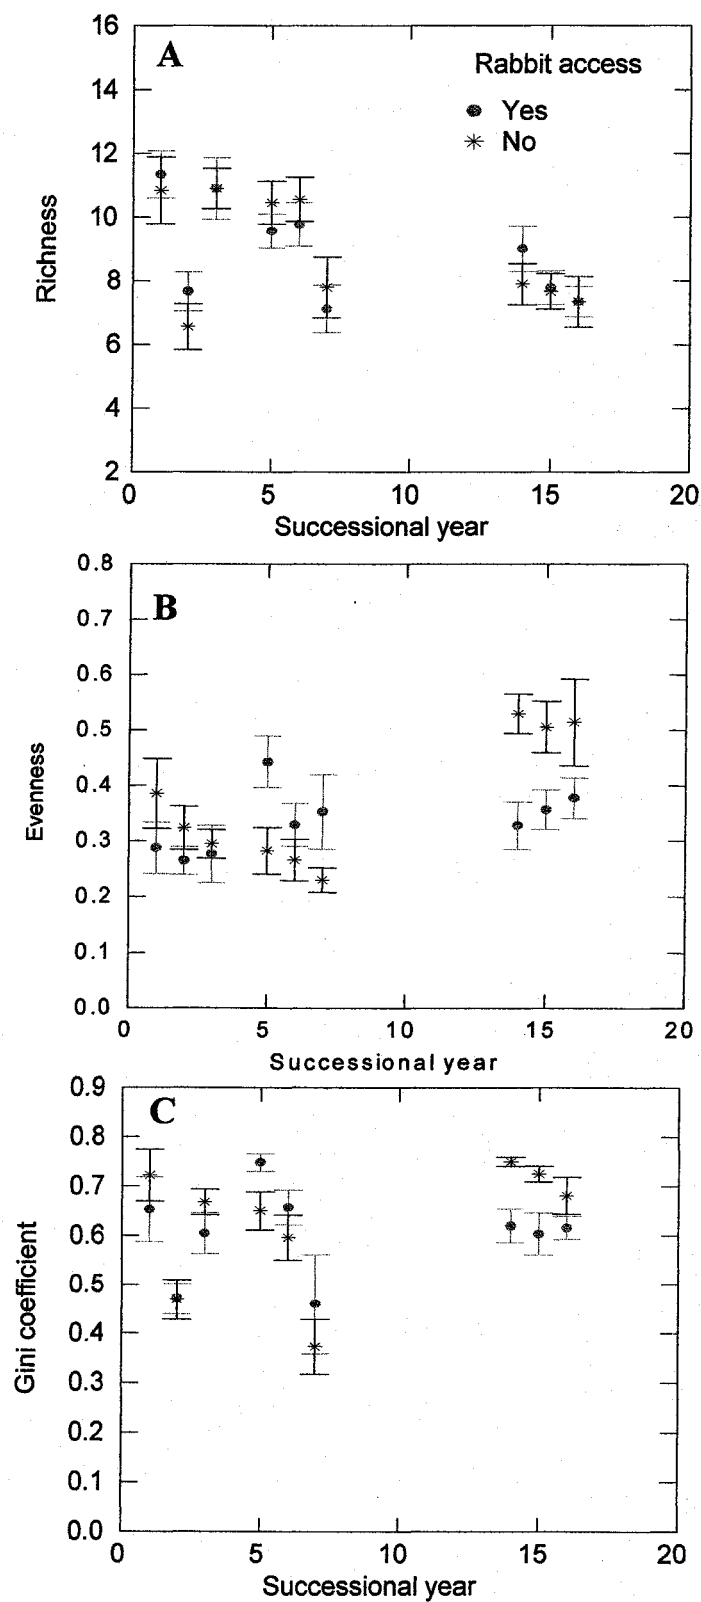 16
A
Rabbit access
14
Yes
12
No
10
Richness
8
6
4
2
0 5 10 15 20
Successional year
0.8
B
0.7
0.6
0.5
0.4
Evenness
0.3
0.2
0.1
0.0
0 5 10 15 20
Successional year
0.9
C
0.8
0.7
0.6
0.5
Gini coefficient
0.4
0.3
0.2
0.1
0.0
0 5 10 15 20
Successional year